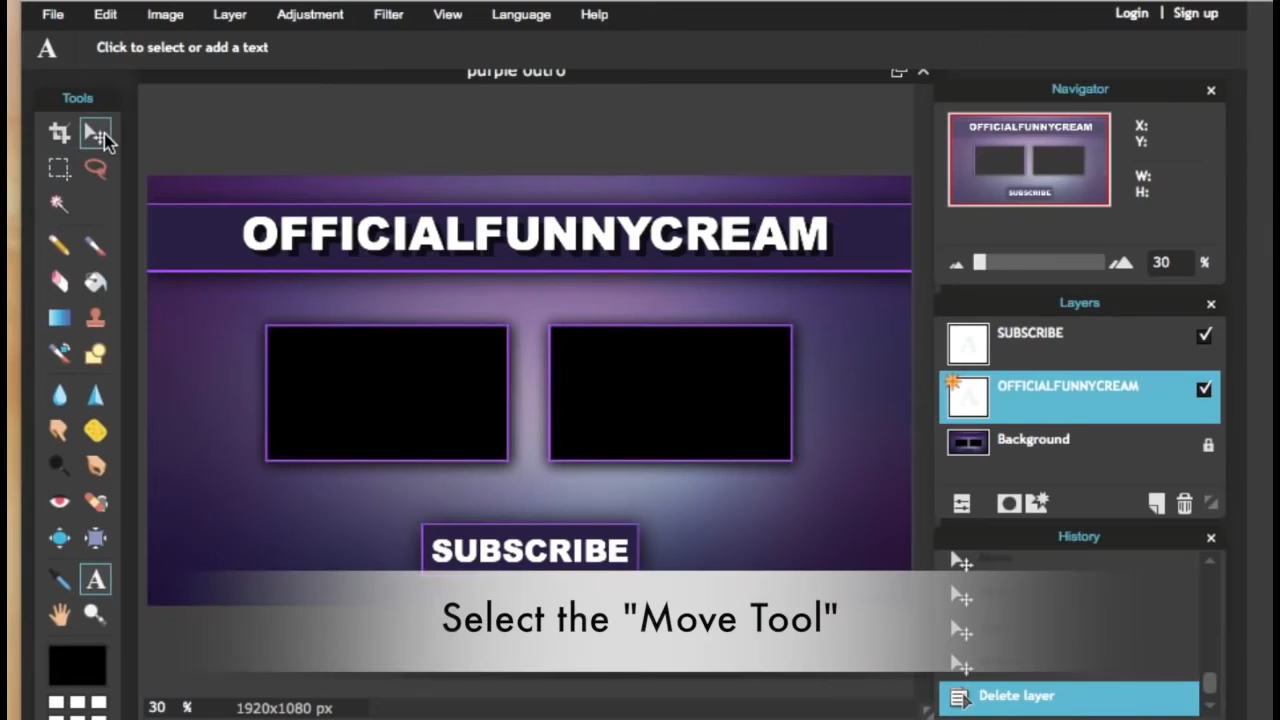 File Edit Image Layer Adjustment Filter View Language Help Login | Sign up
A Click to select or add a text
purple outro
Tools
Navigator
OFFICIALFUNNYCREAM
SUBSCRIBE
X:
Y:
W:
H:
30 %
OFFICIALFUNNYCREAM
SUBSCRIBE
Layers
SUBSCRIBE
OFFICIALFUNNYCREAM
Background
History
Delete layer
A
Select the "Move Tool"
30 % 1920x1080 px